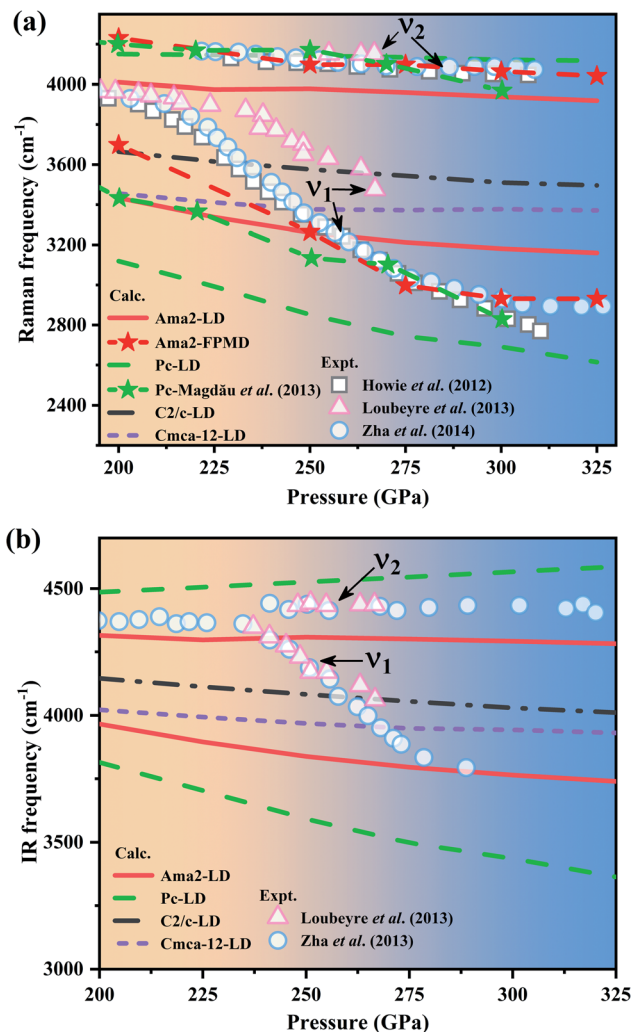 (a)
ν2
4000
3600
3200
2800
2400
Raman frequency (cm-1)
ν1
Calc.
Ama2-LD
Ama2-FPMD
Pc-LD
Pc-Magdău et al. (2013)
C2/c-LD
Cmca-12-LD
Expt.
Howie et al. (2012)
Loubeyre et al. (2013)
Zha et al. (2014)
200 225 250 275 300 325
Pressure (GPa)
(b)
ν2
4500
4000
3500
3000
IR frequency (cm-1)
ν1
Calc.
Ama2-LD
Pc-LD
C2/c-LD
Cmca-12-LD
Expt.
Loubeyre et al. (2013)
Zha et al. (2013)
200 225 250 275 300 325
Pressure (GPa)